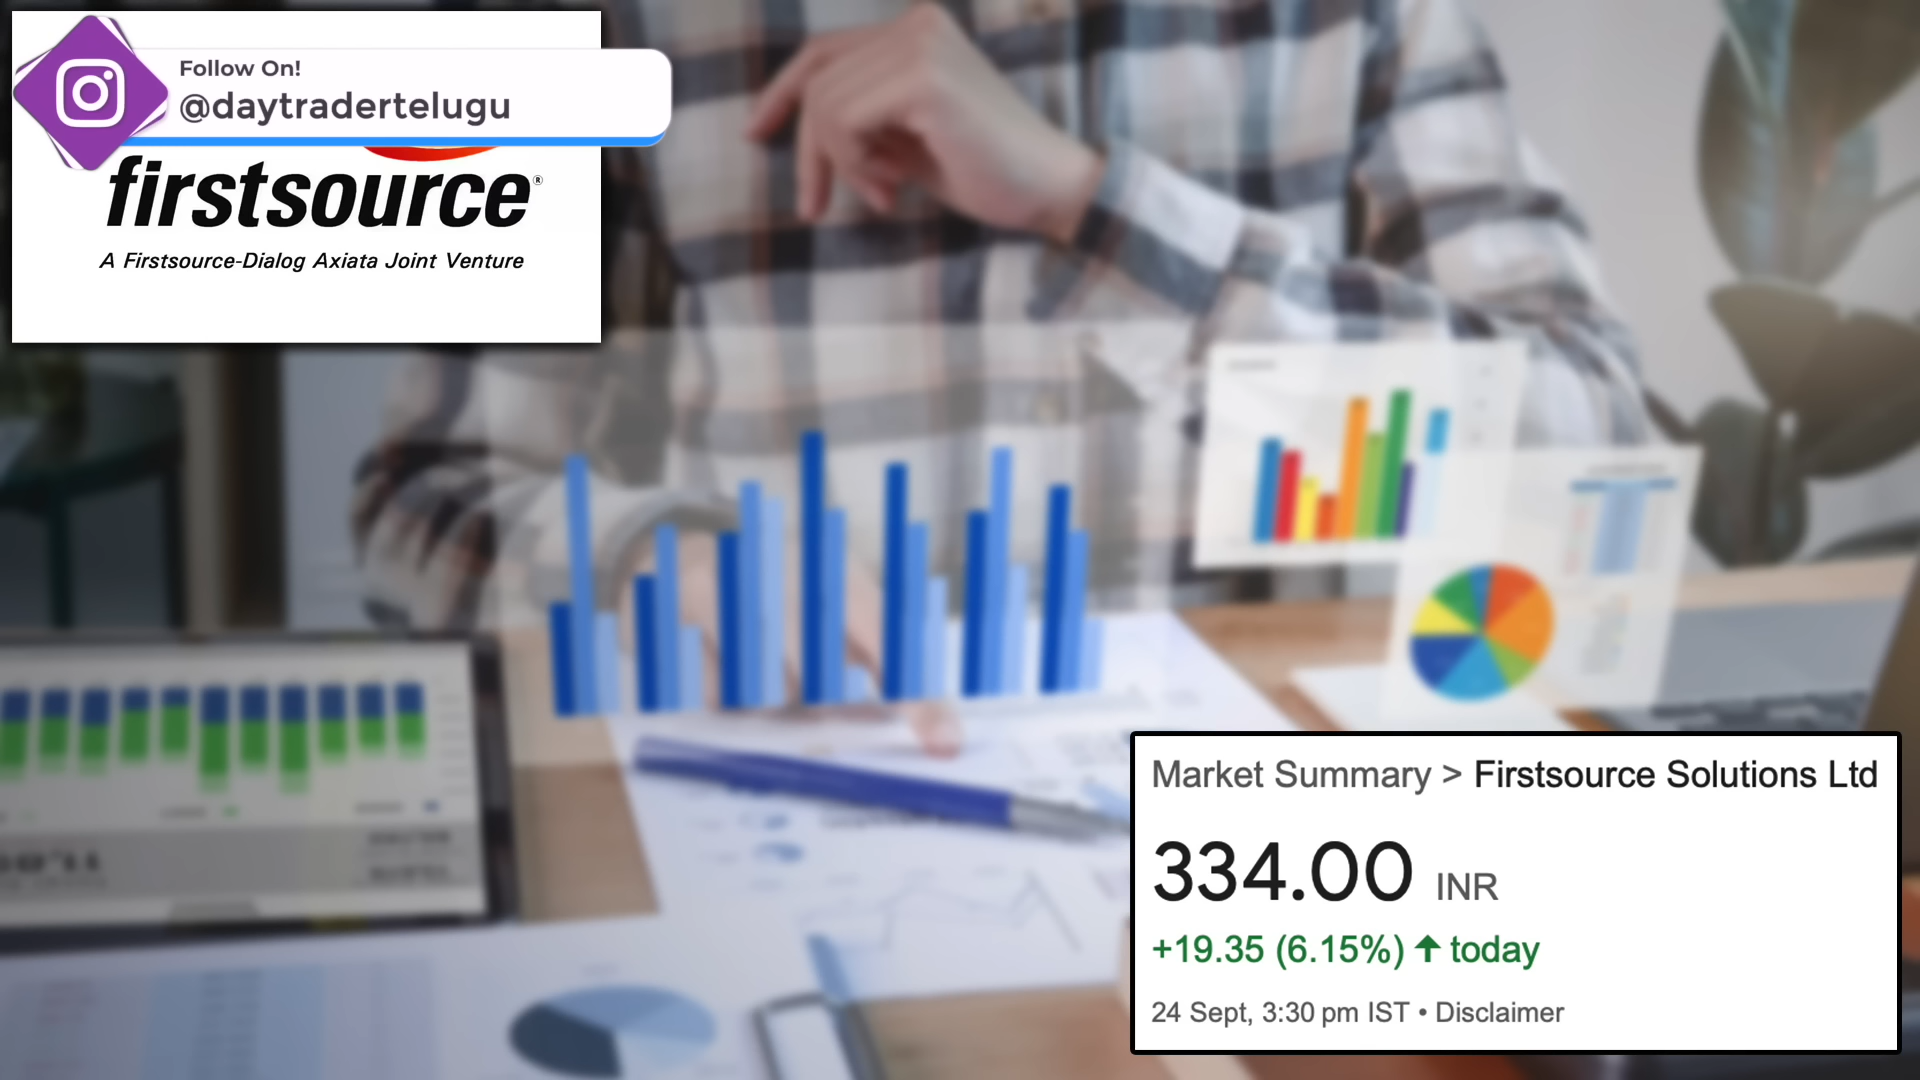 Follow On!
@daytradertelugu
firstsource®
A Firstsource-Dialog Axiata Joint Venture
Market Summary > Firstsource Solutions Ltd
334.00 INR
+19.35 (6.15%) ↑ today
24 Sept, 3:30 pm IST • Disclaimer